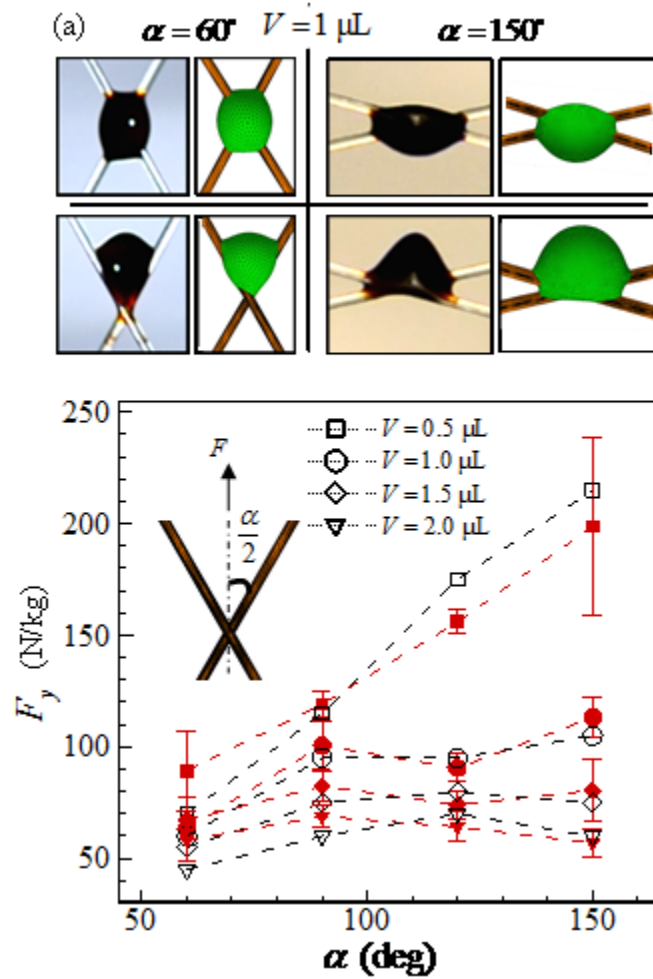 (a) α = 60° V = 1 μL α = 150°
250
200
150
100
50
F_y (N/kg)
F
α/2
V = 0.5 μL
V = 1.0 μL
V = 1.5 μL
V = 2.0 μL
50 100 150
α (deg)